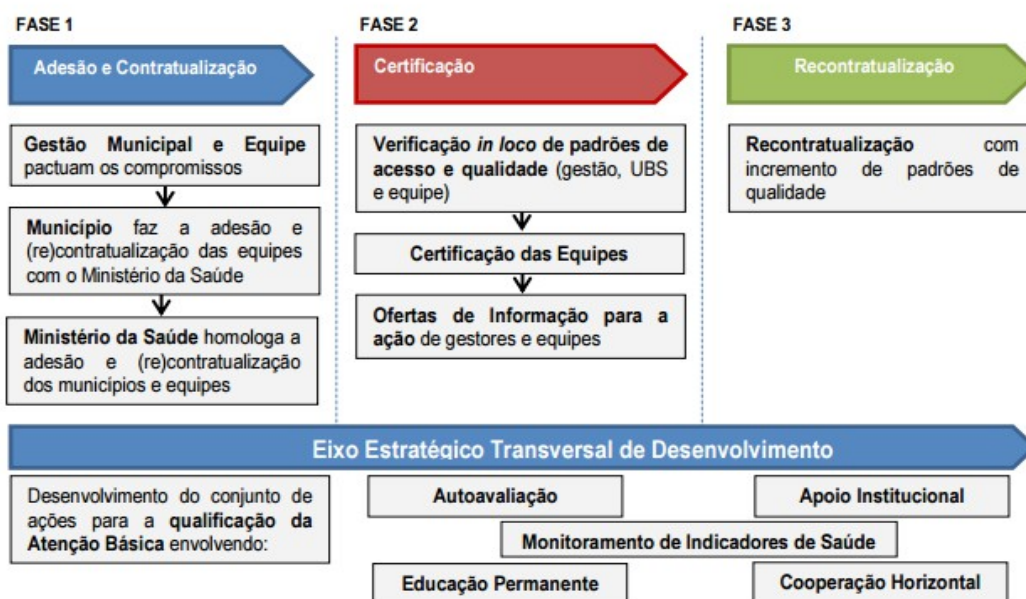 FASE 1
FASE 2
FASE 3
Adesão e Contratualização
Certificação
Recontratualização
Gestão Municipal e Equipe
pactuam os compromissos
Município faz a adesão e
(re)contratualização das equipes
com o Ministério da Saúde
Ministério da Saúde homologa a
adesão e (re)contratualização
dos municípios e equipes
Verificação in loco de padrões de
acesso e qualidade (gestão, UBS
e equipe)
Certificação das Equipes
Ofertas de Informação para a
ação de gestores e equipes
Recontratualização com
incremento de padrões de
qualidade
Eixo Estratégico Transversal de Desenvolvimento
Desenvolvimento do conjunto de
ações para a qualificação da
Atenção Básica envolvendo:
Autoavaliação
Apoio Institucional
Monitoramento de Indicadores de Saúde
Educação Permanente
Cooperação Horizontal